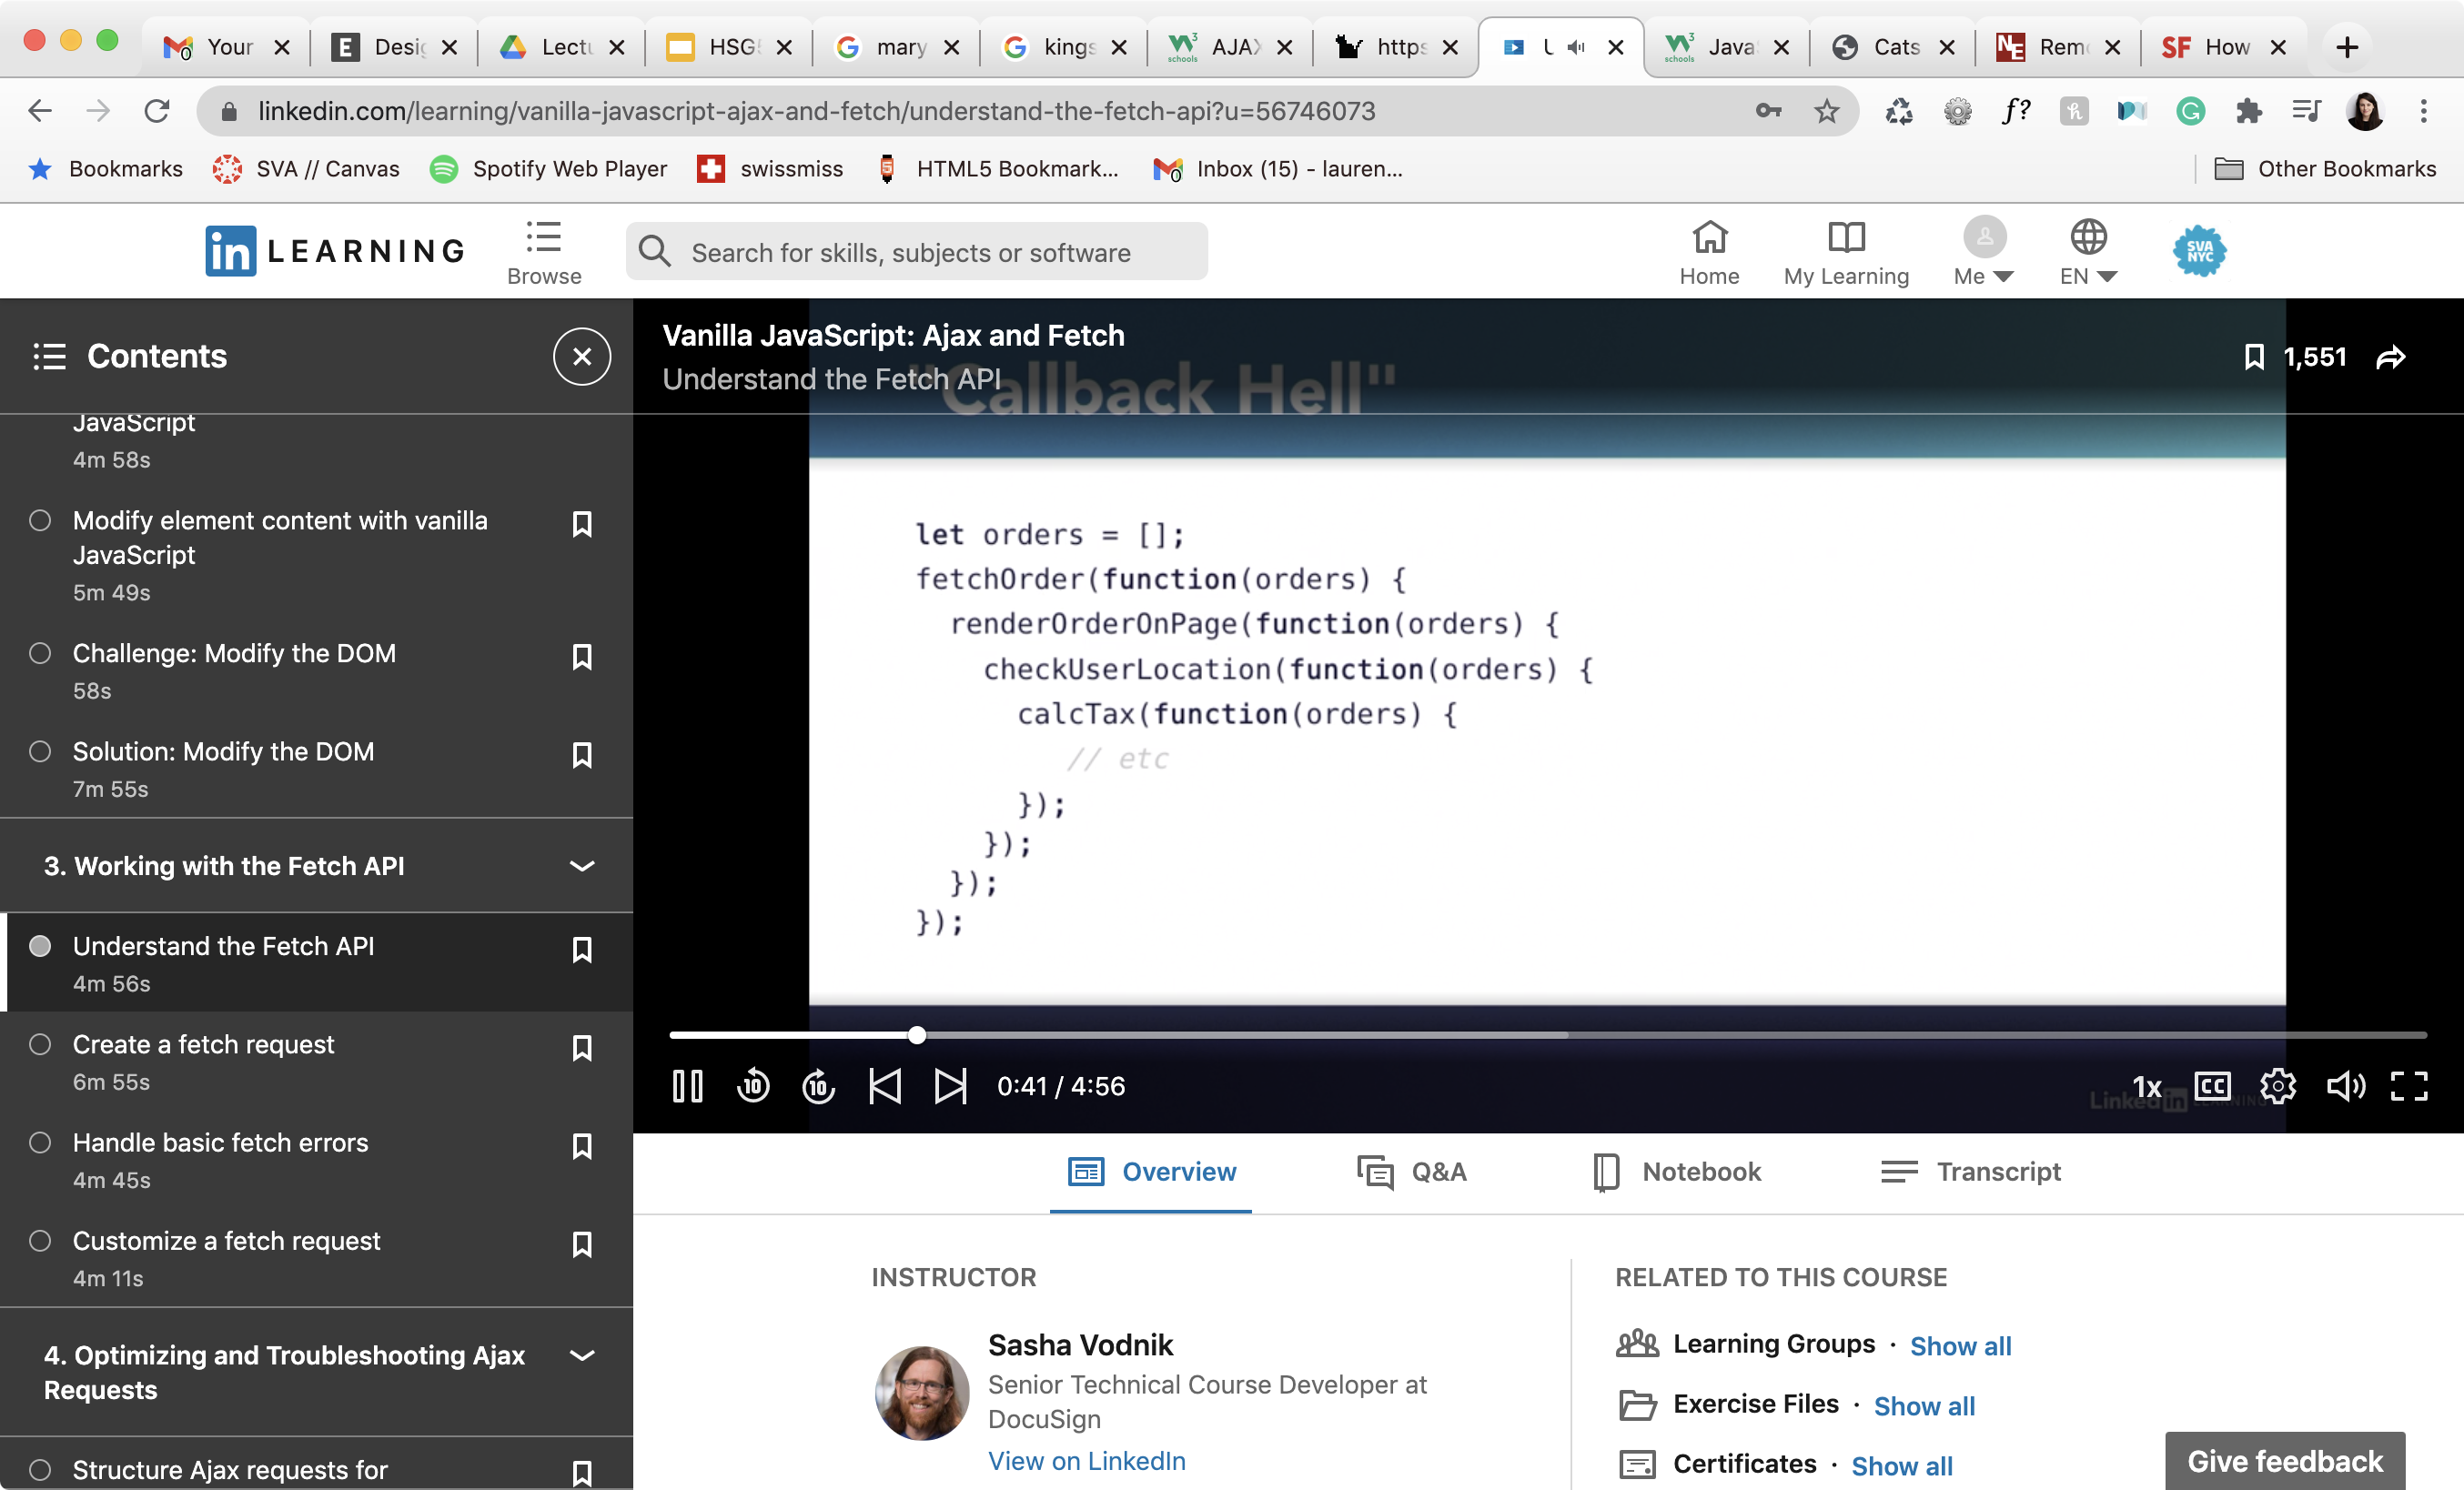 Your
Desi
Lectu
HSG
mary
kings
AJAX
https
U
Java
Cats
Rem
How
linkedin.com/learning/vanilla-javascript-ajax-and-fetch/understand-the-fetch-api?u=56746073
Bookmarks
SVA // Canvas
Spotify Web Player
swissmiss
HTML5 Bookmark...
Inbox (15) - lauren...
Other Bookmarks
in LEARNING
Browse
Search for skills, subjects or software
Home
My Learning
Me
EN
SVA
NYC
Contents
JavaScript
4m 58s
Modify element content with vanilla
JavaScript
5m 49s
Challenge: Modify the DOM
58s
Solution: Modify the DOM
7m 55s
3. Working with the Fetch API
Understand the Fetch API
4m 56s
Create a fetch request
6m 55s
Handle basic fetch errors
4m 45s
Customize a fetch request
4m 11s
4. Optimizing and Troubleshooting Ajax
Requests
Structure Ajax requests for
Vanilla JavaScript: Ajax and Fetch
Understand the Fetch API
1,551
"Callback Hell"
let orders = [];
fetchOrder(function(orders) {
renderOrderOnPage(function(orders) {
checkUserLocation(function(orders) {
calcTax(function(orders) {
// etc
});
});
});
});
0:41 / 4:56
1x
CC
Linked in LEARNING
Overview
Q&A
Notebook
Transcript
INSTRUCTOR
Sasha Vodnik
Senior Technical Course Developer at
DocuSign
View on LinkedIn
RELATED TO THIS COURSE
Learning Groups · Show all
Exercise Files · Show all
Certificates · Show all
Give feedback